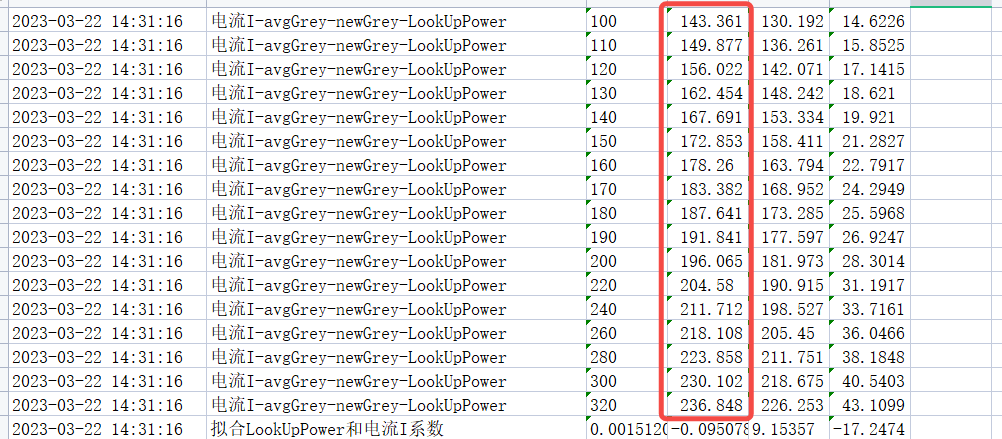 2023-03-22 14:31:16 电流I-avgGrey-newGrey-LookUpPower 100 143.361 130.192 14.6226
2023-03-22 14:31:16 电流I-avgGrey-newGrey-LookUpPower 110 149.877 136.261 15.8525
2023-03-22 14:31:16 电流I-avgGrey-newGrey-LookUpPower 120 156.022 142.071 17.1415
2023-03-22 14:31:16 电流I-avgGrey-newGrey-LookUpPower 130 162.454 148.242 18.621
2023-03-22 14:31:16 电流I-avgGrey-newGrey-LookUpPower 140 167.691 153.334 19.921
2023-03-22 14:31:16 电流I-avgGrey-newGrey-LookUpPower 150 172.853 158.411 21.2827
2023-03-22 14:31:16 电流I-avgGrey-newGrey-LookUpPower 160 178.26 163.794 22.7917
2023-03-22 14:31:16 电流I-avgGrey-newGrey-LookUpPower 170 183.382 168.952 24.2949
2023-03-22 14:31:16 电流I-avgGrey-newGrey-LookUpPower 180 187.641 173.285 25.5968
2023-03-22 14:31:16 电流I-avgGrey-newGrey-LookUpPower 190 191.841 177.597 26.9247
2023-03-22 14:31:16 电流I-avgGrey-newGrey-LookUpPower 200 196.065 181.973 28.3014
2023-03-22 14:31:16 电流I-avgGrey-newGrey-LookUpPower 220 204.58 190.915 31.1917
2023-03-22 14:31:16 电流I-avgGrey-newGrey-LookUpPower 240 211.712 198.527 33.7161
2023-03-22 14:31:16 电流I-avgGrey-newGrey-LookUpPower 260 218.108 205.45 36.0466
2023-03-22 14:31:16 电流I-avgGrey-newGrey-LookUpPower 280 223.858 211.751 38.1848
2023-03-22 14:31:16 电流I-avgGrey-newGrey-LookUpPower 300 230.102 218.675 40.5403
2023-03-22 14:31:16 电流I-avgGrey-newGrey-LookUpPower 320 236.848 226.253 43.1099
2023-03-22 14:31:16 拟合LookUpPower和电流I系数 0.0015120 -0.095078 9.15357 -17.2474